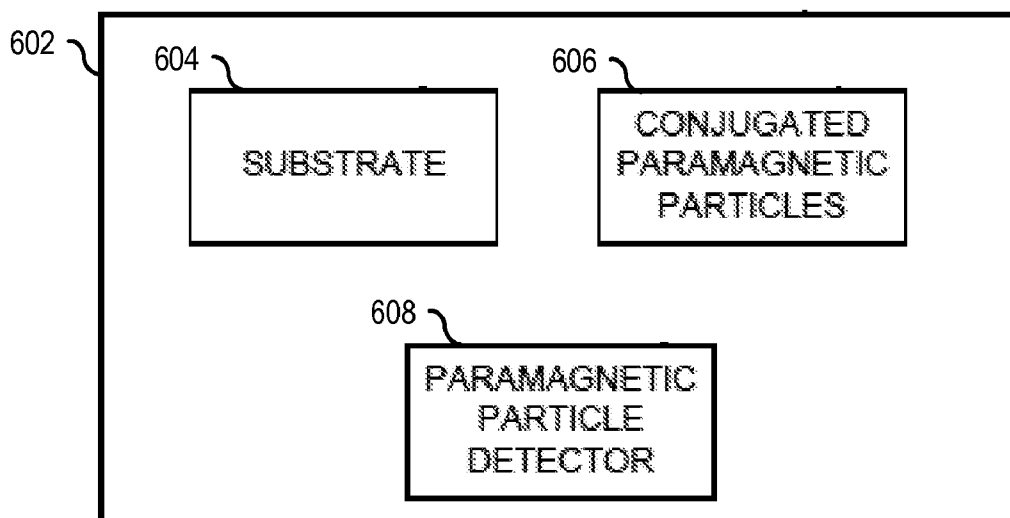 602
604
SUBSTRATE
606
CONJUGATED
PARAMAGNETIC
PARTICLES
608
PARAMAGNETIC
PARTICLE
DETECTOR